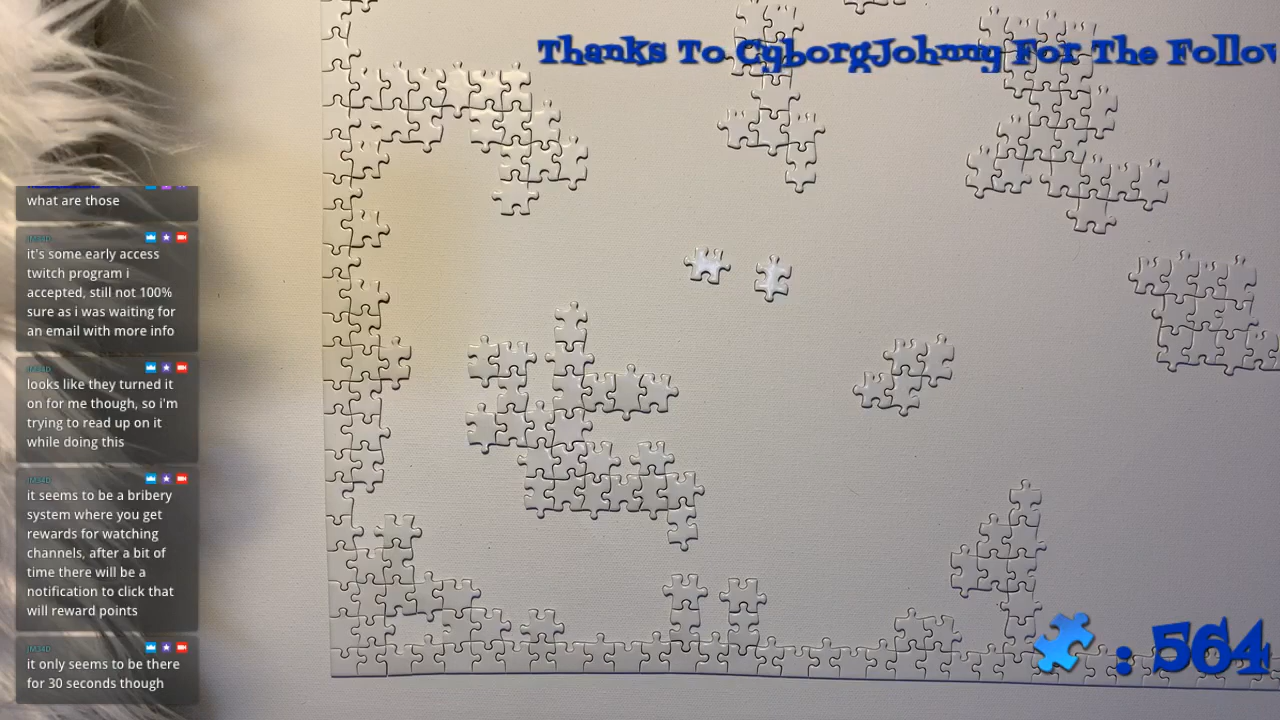 Thanks To CyborgJohnny For The Follow
what are those
it's some early access
twitch program i
accepted, still not 100%
sure as i was waiting for
an email with more info
looks like they turned it
on for me though, so i'm
trying to read up on it
while doing this
it seems to be a bribery
system where you get
rewards for watching
channels, after a bit of
time there will be a
notification to click that
will reward points
it only seems to be there
for 30 seconds though
: 564